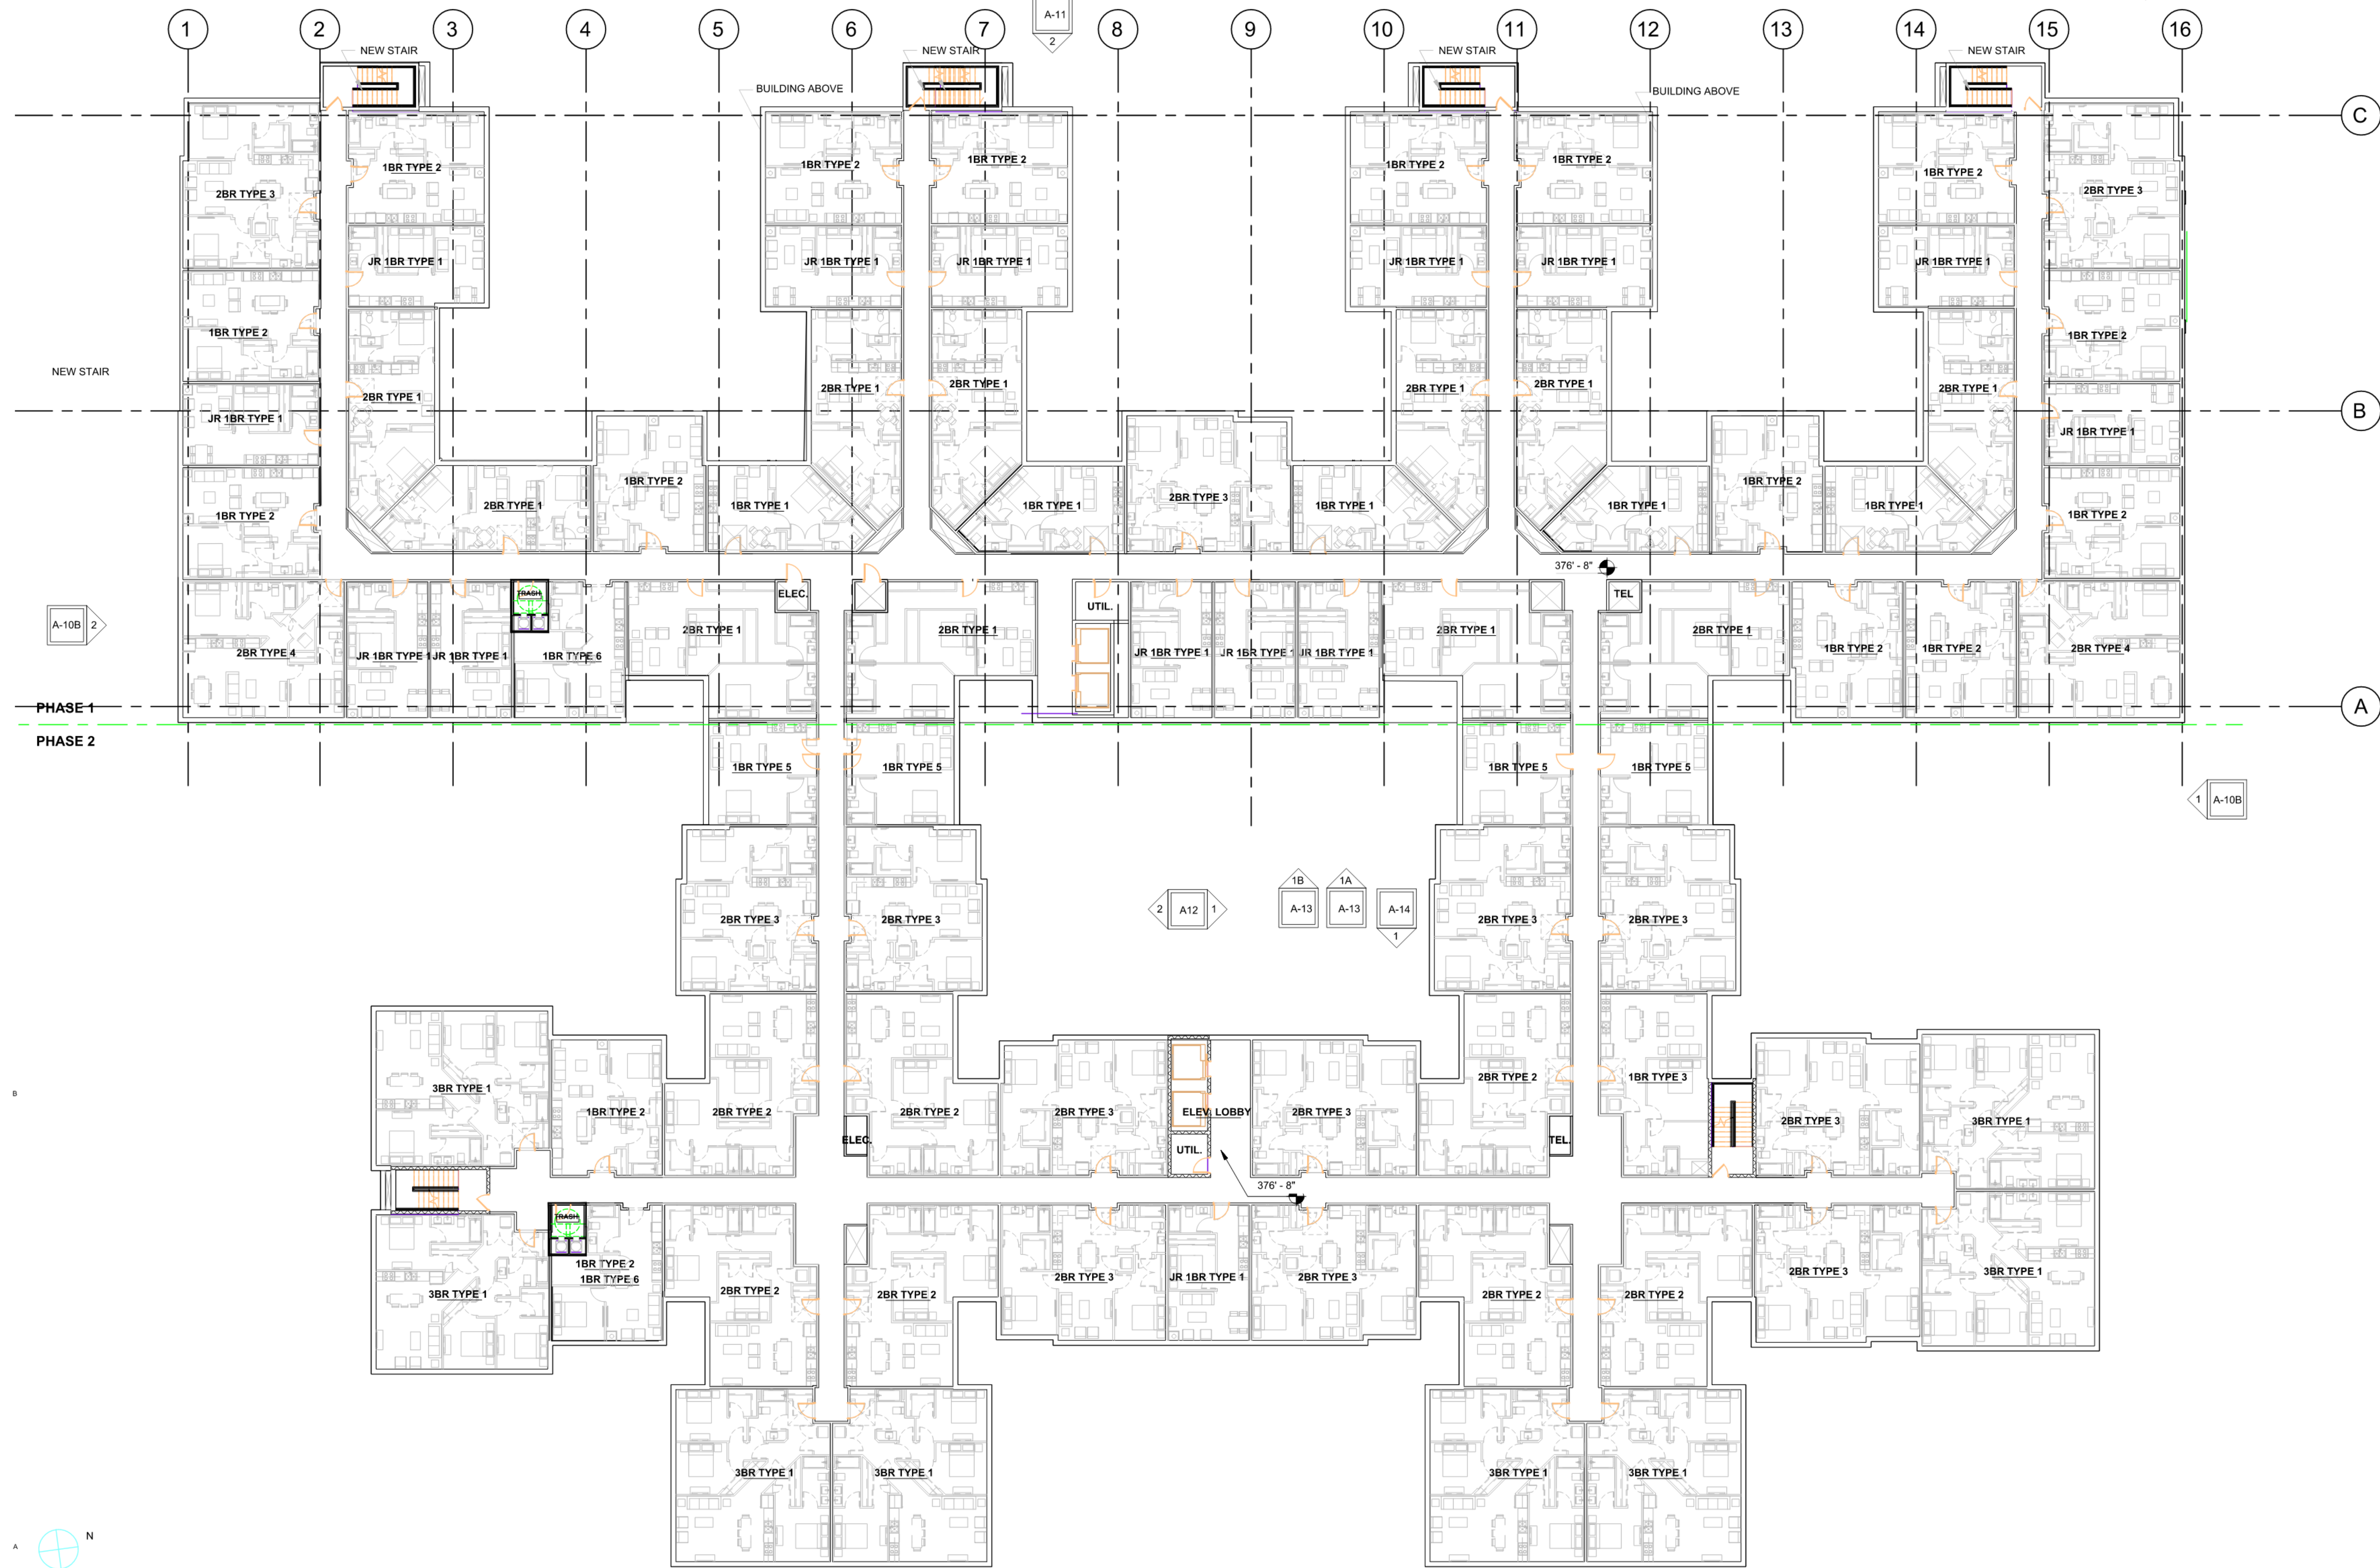 A-11
2
1 2 3 4 5 6 7 8 9 10 11 12 13 14 15 16
NEW STAIR NEW STAIR NEW STAIR NEW STAIR
BUILDING ABOVE BUILDING ABOVE
C
1BR TYPE 2 1BR TYPE 2 1BR TYPE 2 1BR TYPE 2 1BR TYPE 2 1BR TYPE 2
2BR TYPE 3 2BR TYPE 3
JR 1BR TYPE 1 JR 1BR TYPE 1 JR 1BR TYPE 1 JR 1BR TYPE 1 JR 1BR TYPE 1 JR 1BR TYPE 1
1BR TYPE 2 1BR TYPE 2
NEW STAIR
2BR TYPE 1 2BR TYPE 1 2BR TYPE 1 2BR TYPE 1 2BR TYPE 1 2BR TYPE 1
B
JR 1BR TYPE 1 JR 1BR TYPE 1
1BR TYPE 2 2BR TYPE 1 1BR TYPE 2 1BR TYPE 1 1BR TYPE 1 2BR TYPE 3 1BR TYPE 1 1BR TYPE 1 1BR TYPE 2 1BR TYPE 1 1BR TYPE 2
376' - 8"
TRASH ELEC. UTIL. TEL
A-10B 2
2BR TYPE 4 JR 1BR TYPE 1 JR 1BR TYPE 1 1BR TYPE 6 2BR TYPE 1 2BR TYPE 1 JR 1BR TYPE 1 JR 1BR TYPE 1 JR 1BR TYPE 1 2BR TYPE 1 2BR TYPE 1 1BR TYPE 2 1BR TYPE 2 2BR TYPE 4
PHASE 1
A
PHASE 2
1BR TYPE 5 1BR TYPE 5 1BR TYPE 5 1BR TYPE 5
1 A-10B
1B 1A
2 A12 1 A-13 A-13 A-14
1
2BR TYPE 3 2BR TYPE 3 2BR TYPE 3 2BR TYPE 3
B
3BR TYPE 1 2BR TYPE 2 1BR TYPE 3
1BR TYPE 2 2BR TYPE 2 2BR TYPE 2 2BR TYPE 3 ELEV. LOBBY 2BR TYPE 3 2BR TYPE 3 3BR TYPE 1
ELEC. UTIL. TEL.
376' - 8"
TRASH
1BR TYPE 2
1BR TYPE 6
3BR TYPE 1 2BR TYPE 2 2BR TYPE 2 2BR TYPE 3 JR 1BR TYPE 1 2BR TYPE 3 2BR TYPE 2 2BR TYPE 2 2BR TYPE 3 3BR TYPE 1
3BR TYPE 1 3BR TYPE 1 3BR TYPE 1 3BR TYPE 1
A
N